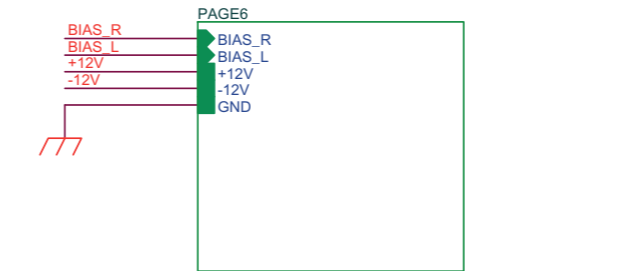 PAGE6
BIAS_R
BIAS_R
BIAS_L
BIAS_L
+12V
+12V
-12V
-12V
GND